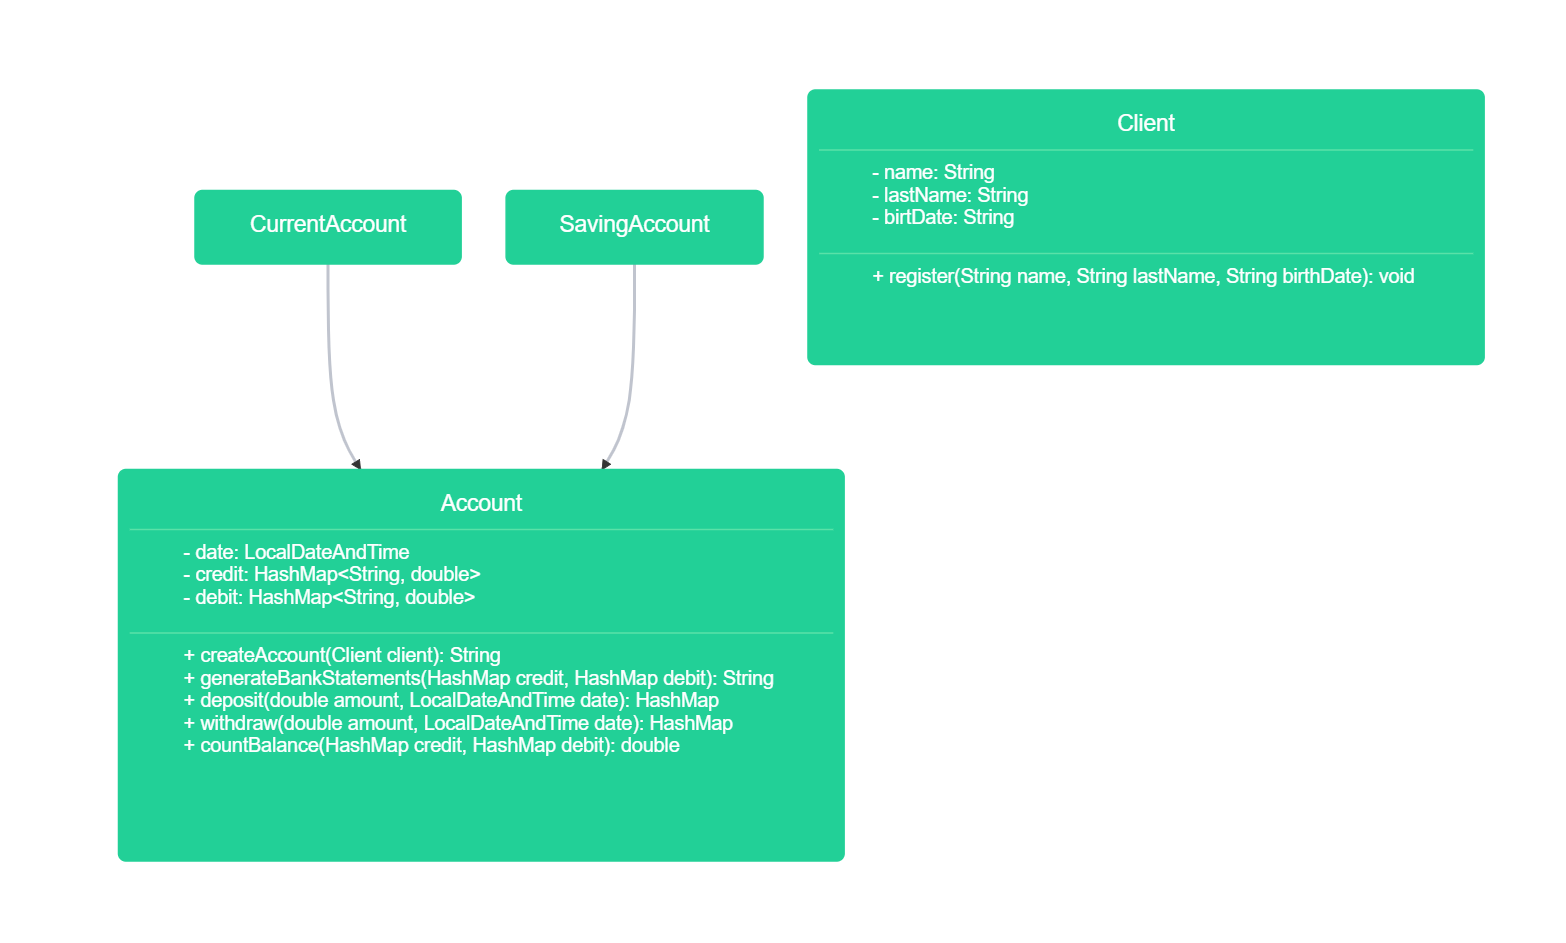 Client
- name: String
- lastName: String
- birtDate: String
+ register(String name, String lastName, String birthDate): void
CurrentAccount
SavingAccount
Account
- date: LocalDateAndTime
- credit: HashMap<String, double>
- debit: HashMap<String, double>
+ createAccount(Client client): String
+ generateBankStatements(HashMap credit, HashMap debit): String
+ deposit(double amount, LocalDateAndTime date): HashMap
+ withdraw(double amount, LocalDateAndTime date): HashMap
+ countBalance(HashMap credit, HashMap debit): double